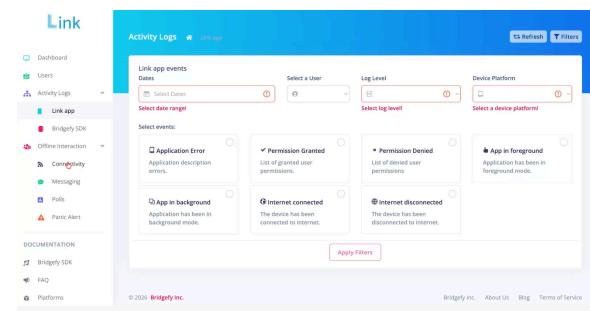 Link
Dashboard
Users
Activity Logs
Link app
Bridgefy SDK
Offline Interaction
Connectivity
Messaging
Polls
Panic Alert
DOCUMENTATION
Bridgefy SDK
FAQ
Platforms
Activity Logs Link app
Refresh Filters
Link app events
Dates Select a User Log Level Device Platform
Select Dates
Select date range! Select log level! Select a device platform!
Select events:
Application Error Permission Granted Permission Denied App in foreground
Application description List of granted user List of denied user Application has been in
errors. permissions. permissions foreground mode.
App in background Internet connected Internet disconnected
Application has been in The device has been The device has been
background mode. connected to internet. disconnected to internet.
Apply Filters
© 2026 Bridgefy Inc. Bridgefy Inc. About Us Blog Terms of Service